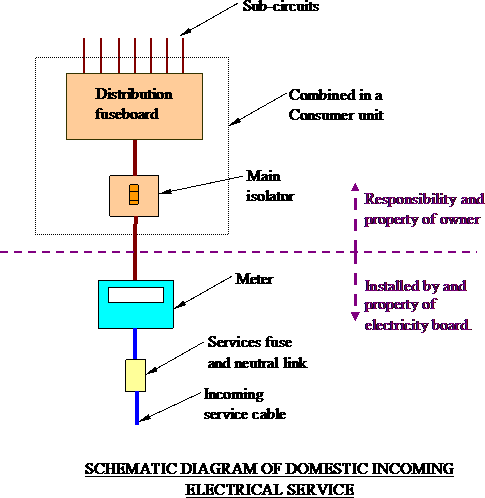 Sub-circuits
Distribution
fuseboard
Combined in a
Consumer unit
Main
isolator
Responsibility and
property of owner
Meter
Installed by and
property of
electricity board.
Services fuse
and neutral link
Incoming
service cable
SCHEMATIC DIAGRAM OF DOMESTIC INCOMING
ELECTRICAL SERVICE